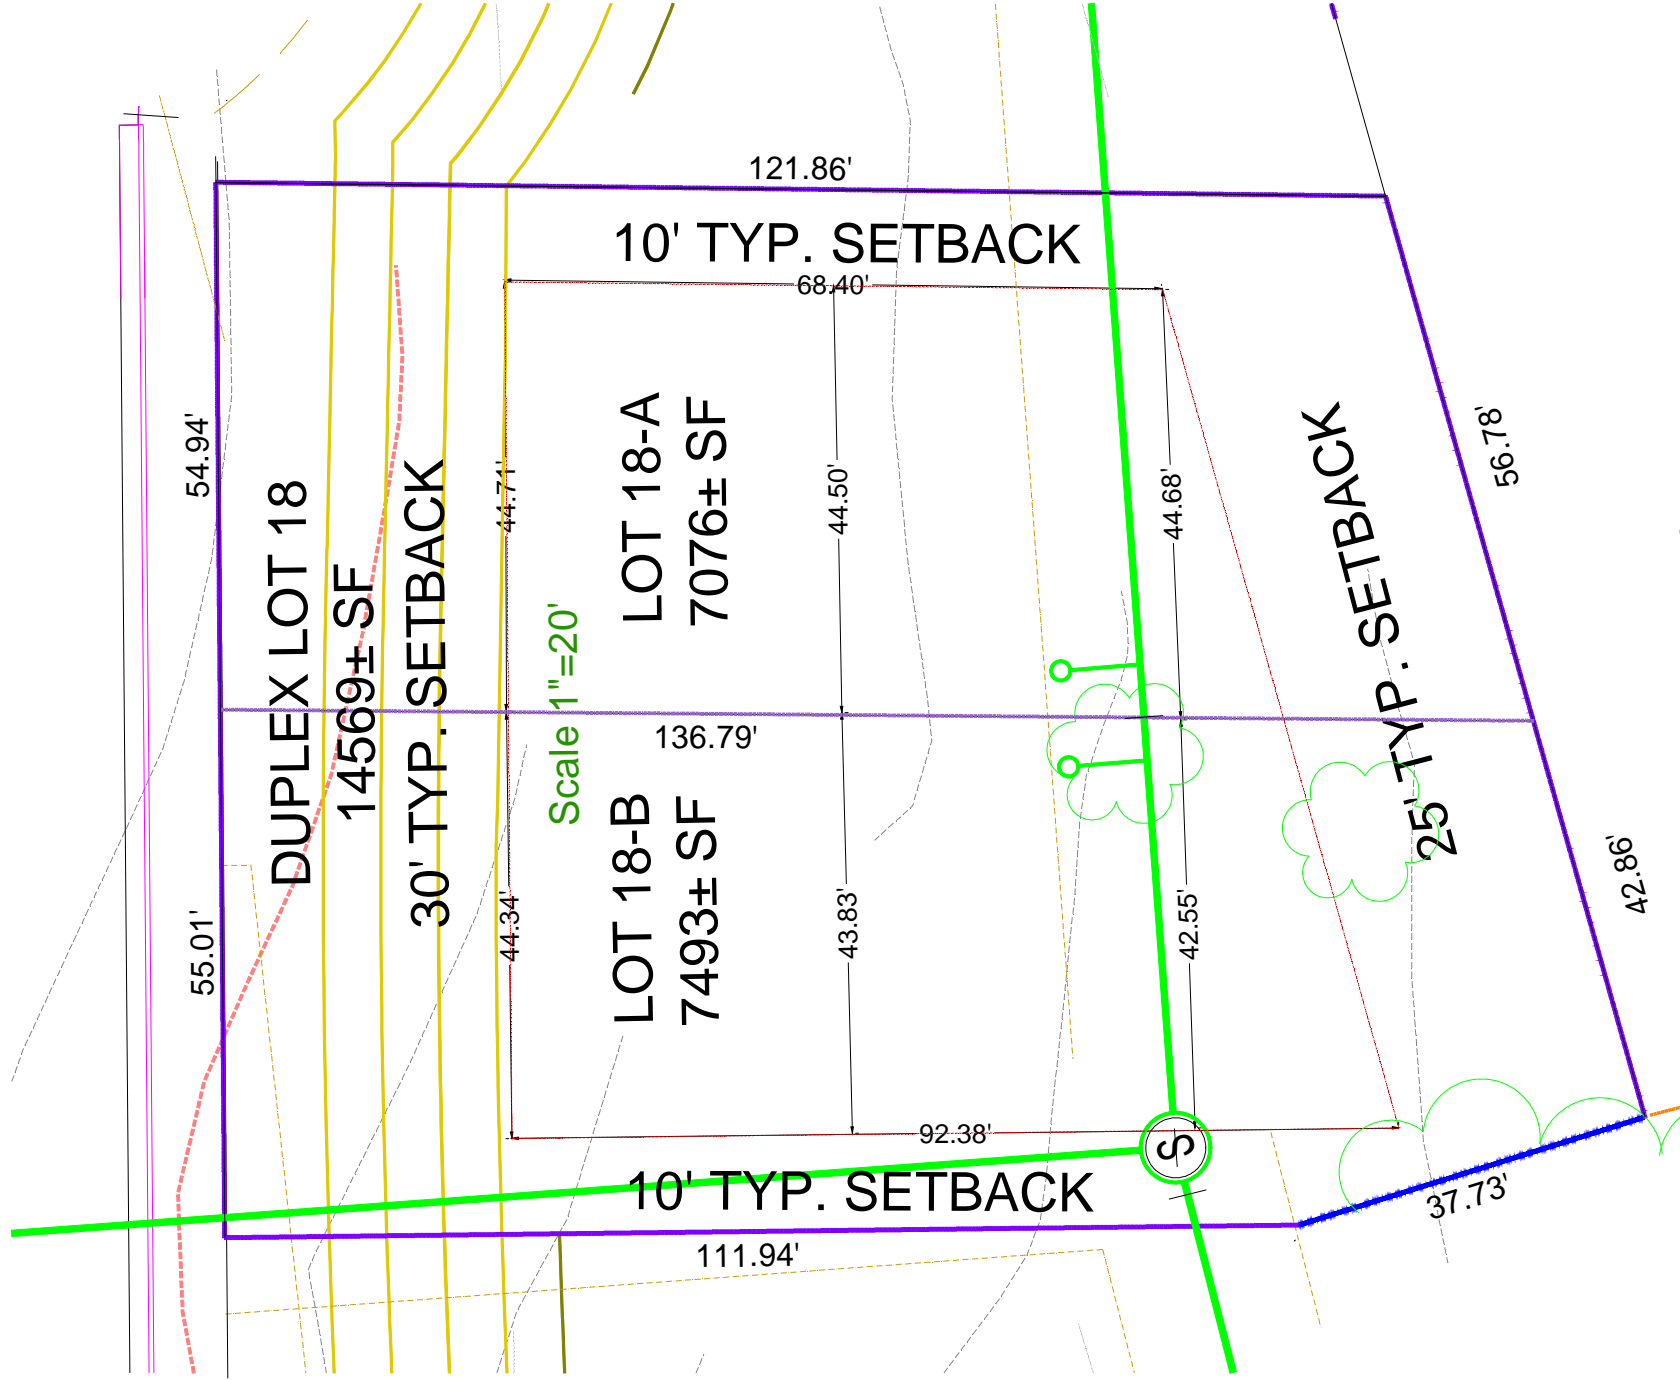 121.86'
10' TYP. SETBACK
68.40'
54.94'
DUPLEX LOT 18
14569± SF
30' TYP. SETBACK
44.71'
LOT 18-A
7076± SF
44.50'
44.68'
25' TYP. SETBACK
56.78'
Scale 1"=20'
136.79'
55.01'
44.34'
LOT 18-B
7493± SF
43.83'
42.55'
42.86'
92.38'
S
10' TYP. SETBACK
37.73'
111.94'